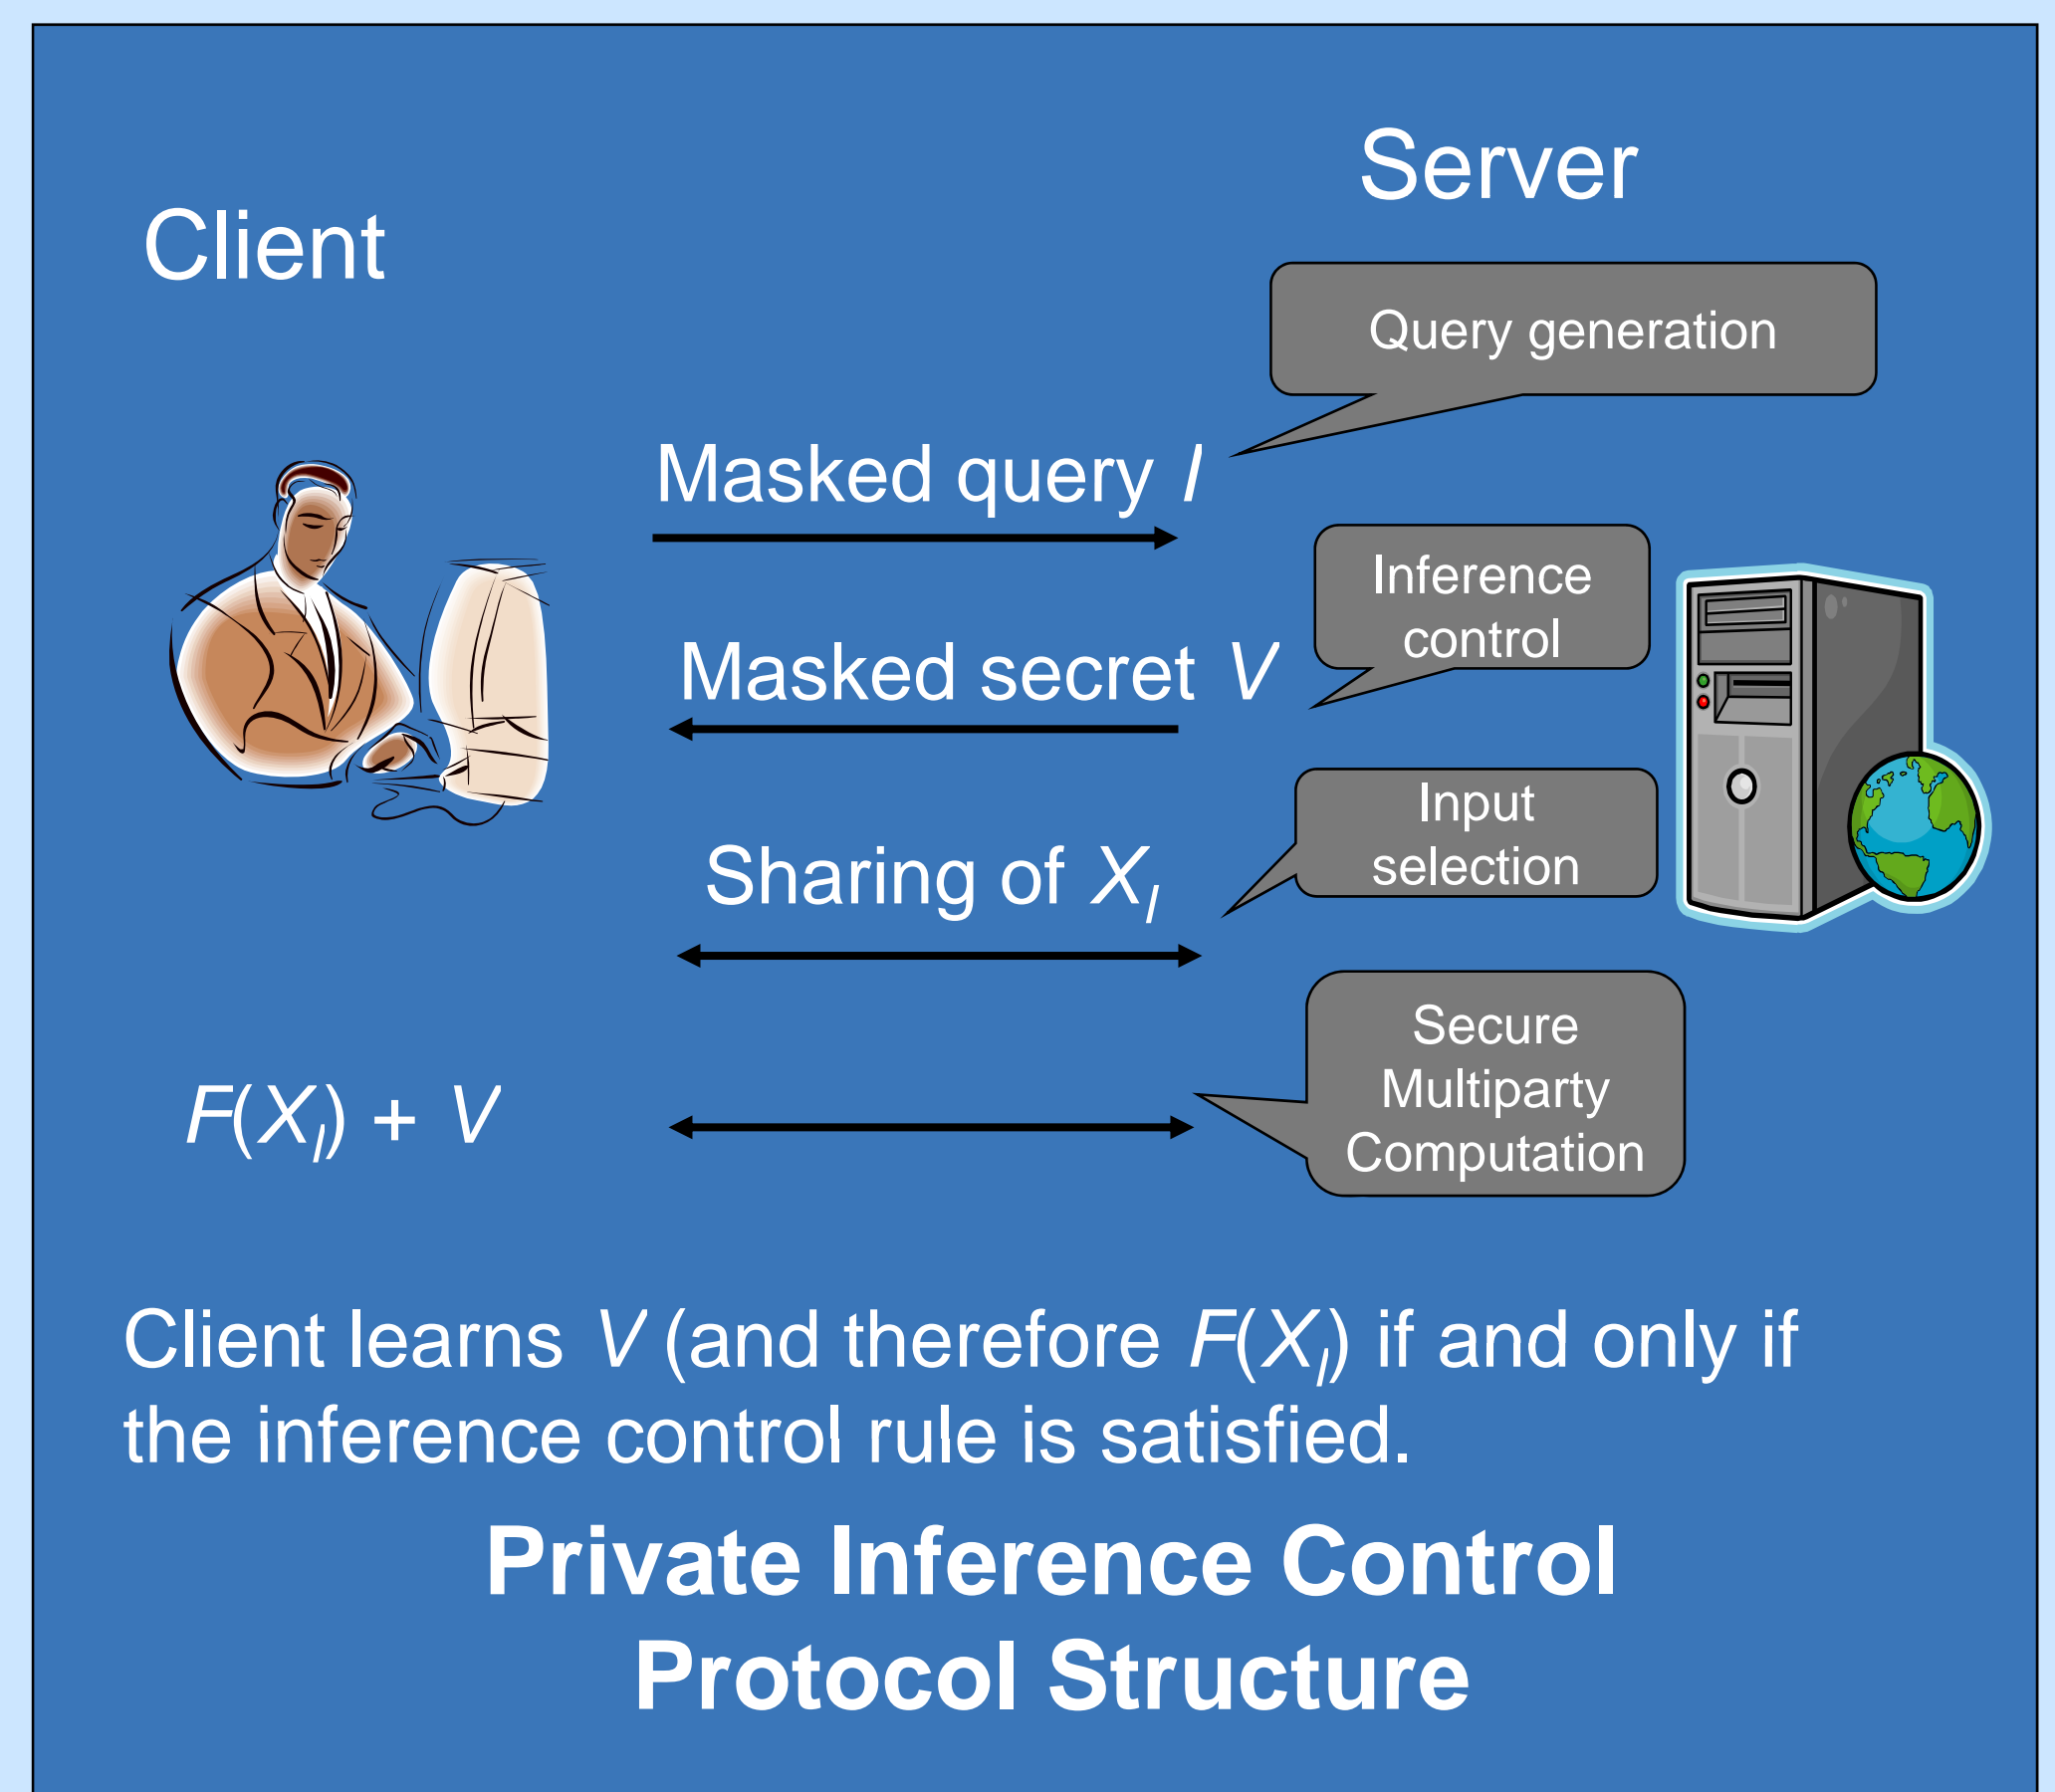 Server
Client
Query generation
Masked query I
Inference
control
Masked secret V
Input
selection
Sharing of X_I
Secure
Multiparty
Computation
F(X_I) + V
Client learns V (and therefore F(X_I) if and only if
the inference control rule is satisfied.
Private Inference Control
Protocol Structure